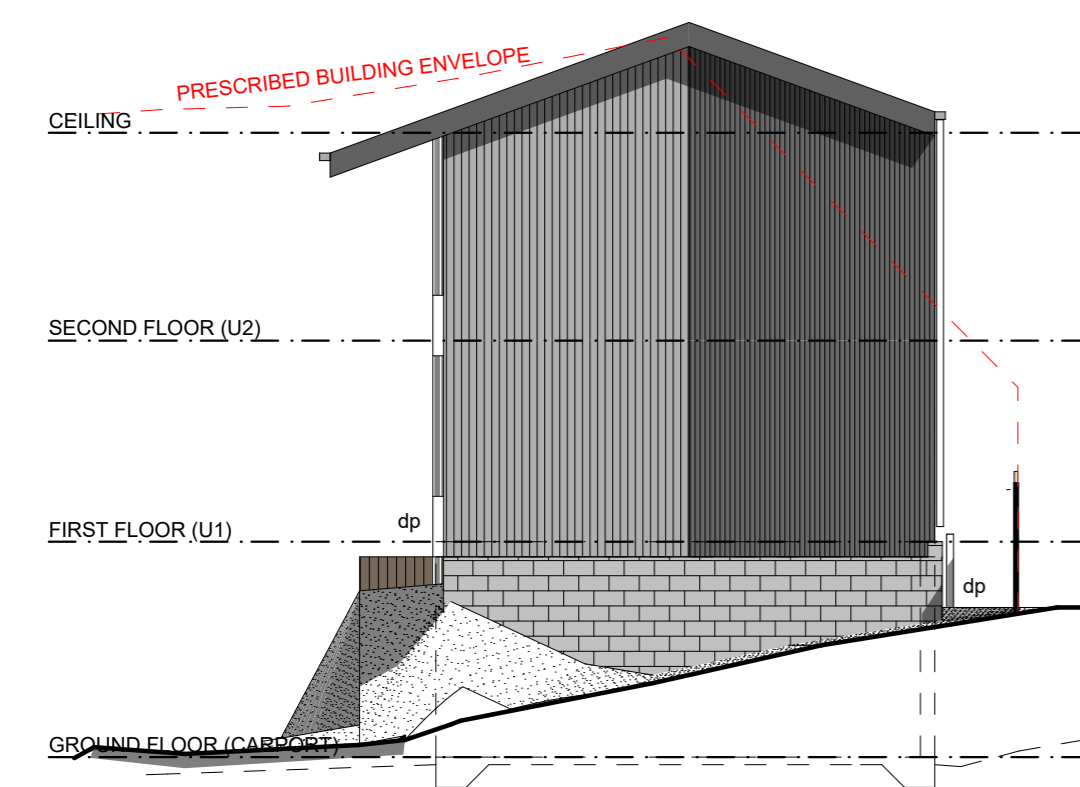 PRESCRIBED BUILDING ENVELOPE
CEILING
SECOND FLOOR (U2)
dp
FIRST FLOOR (U1)
dp
GROUND FLOOR (CARPORT)